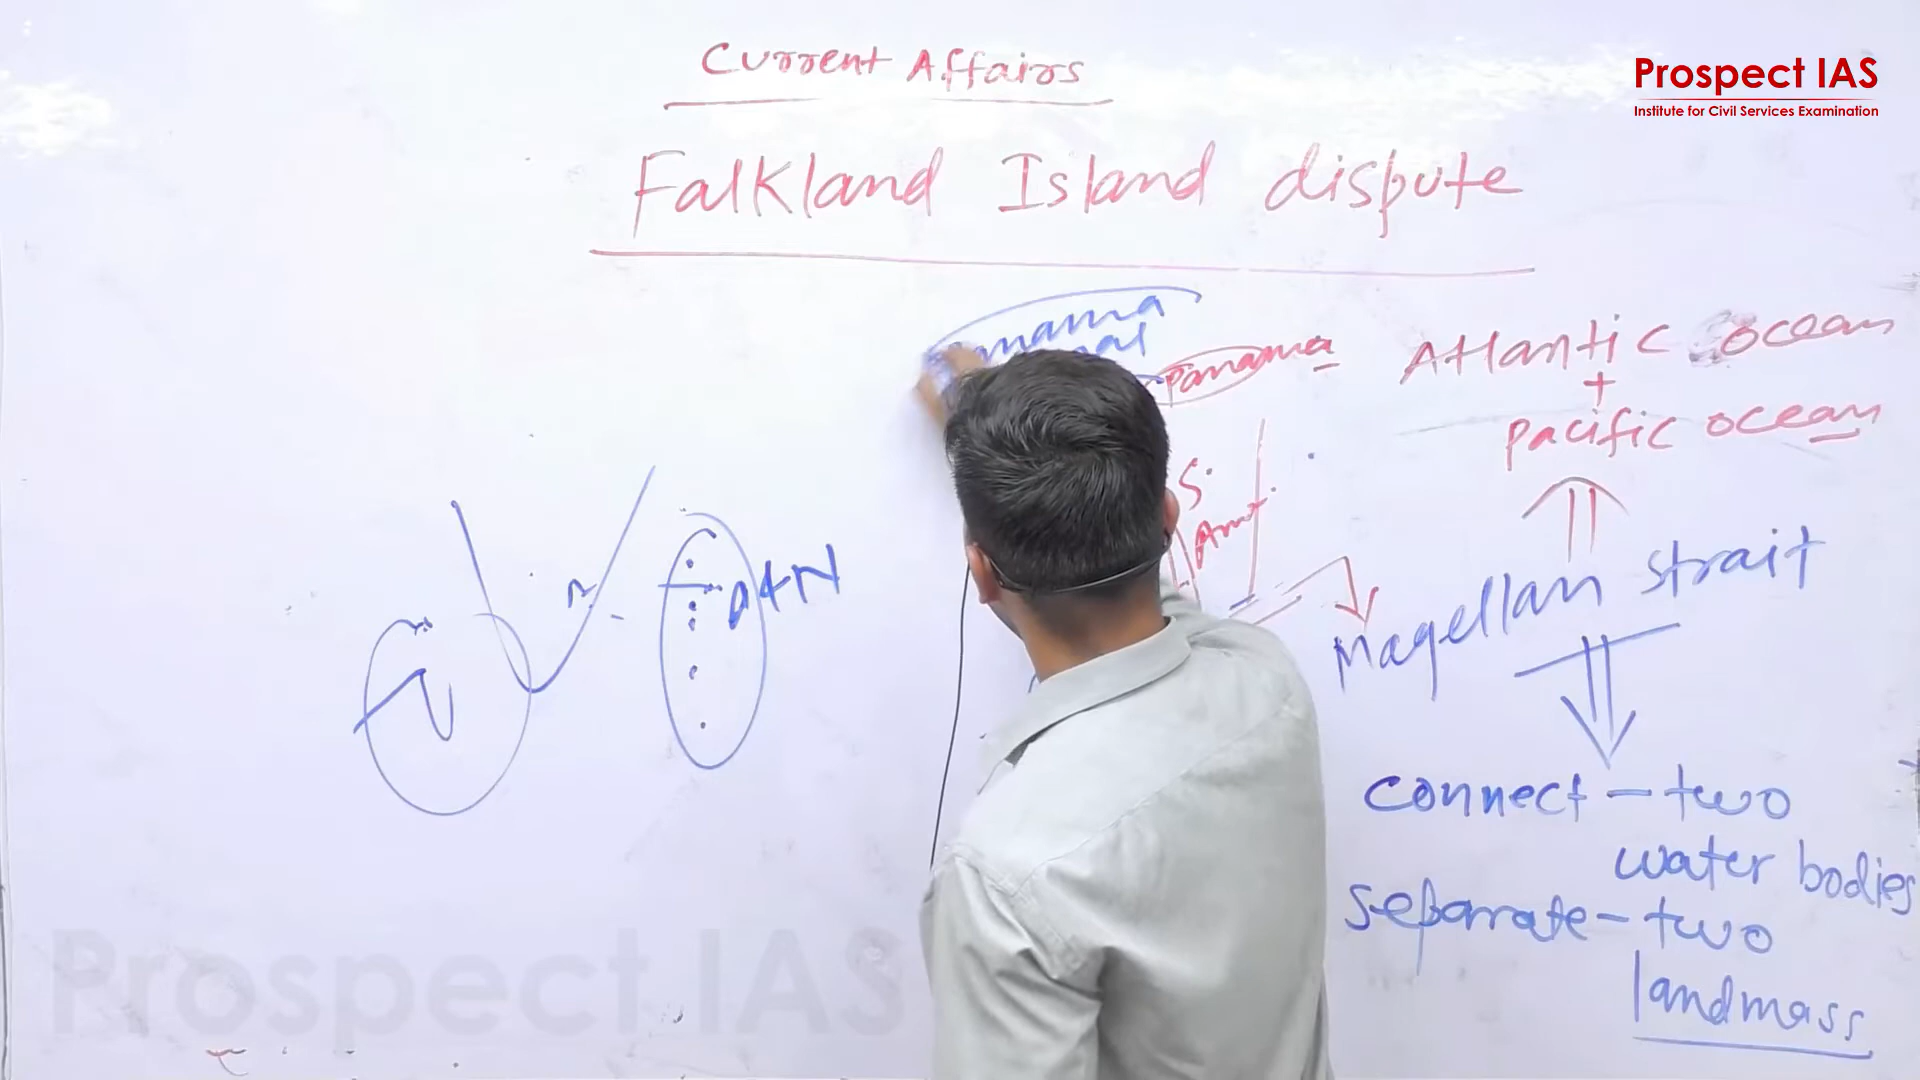 Current Affairs
Prospect IAS
Institute for Civil Services Examination
Falkland Island dispute
Panama
Atlantic Ocean
+
Pacific Ocean
S.
Amr.
A+N
Magellan Strait
connect - two
water bodies
separate - two
landmass
Prospect IAS